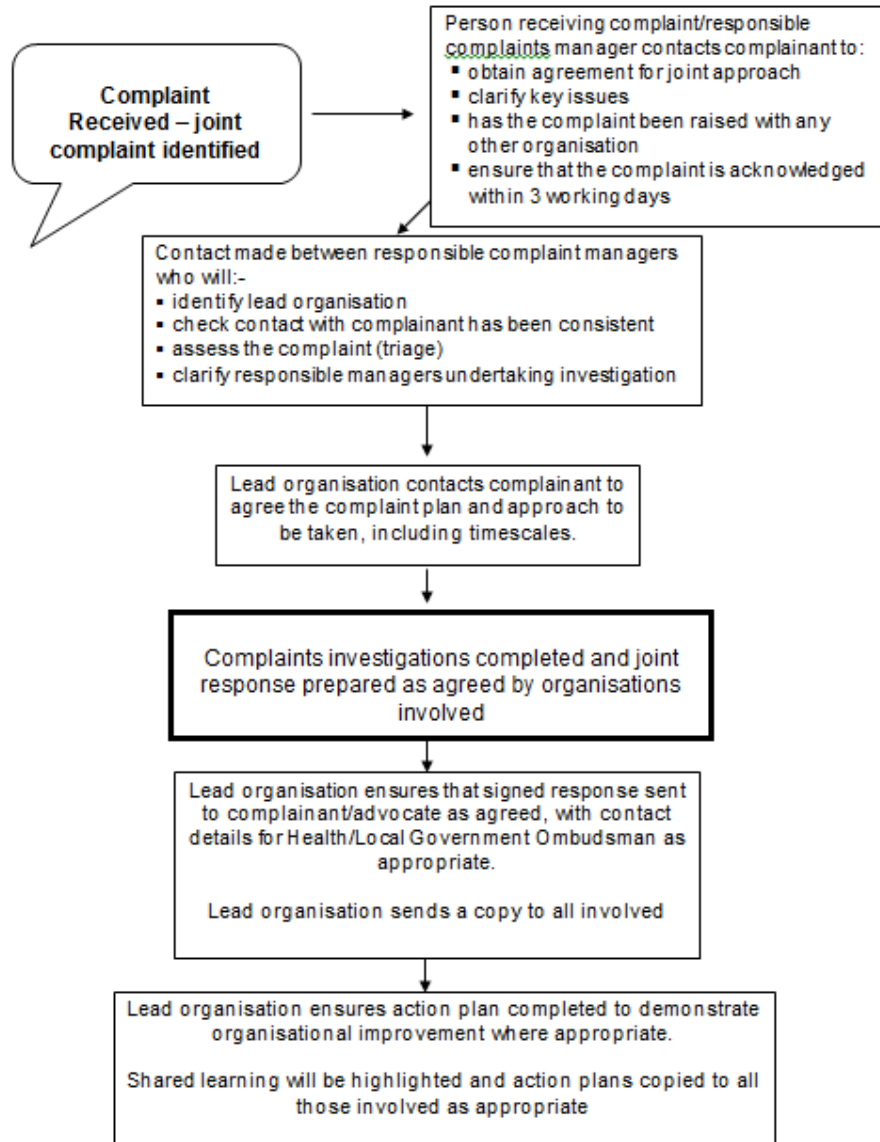 Complaint
Received – joint
complaint identified
Person receiving complaint/responsible
complaints manager contacts complainant to:
▪ obtain agreement for joint approach
▪ clarify key issues
▪ has the complaint been raised with any
other organisation
▪ ensure that the complaint is acknowledged
within 3 working days
Contact made between responsible complaint managers
who will:-
▪ identify lead organisation
▪ check contact with complainant has been consistent
▪ assess the complaint (triage)
▪ clarify responsible managers undertaking investigation
Lead organisation contacts complainant to
agree the complaint plan and approach to
be taken, including timescales.
Complaints investigations completed and joint
response prepared as agreed by organisations
involved
Lead organisation ensures that signed response sent
to complainant/advocate as agreed, with contact
details for Health/Local Government Ombudsman as
appropriate.
Lead organisation sends a copy to all involved
Lead organisation ensures action plan completed to demonstrate
organisational improvement where appropriate.
Shared learning will be highlighted and action plans copied to all
those involved as appropriate